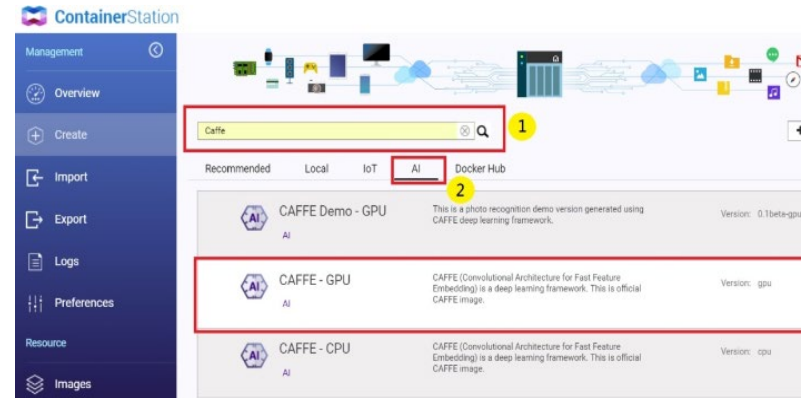 ContainerStation
Management
Overview
Create
Import
Export
Logs
Preferences
Resource
Images
Caffe
1
Recommended Local IoT AI Docker Hub
2
CAFFE Demo - GPU
AI
This is a photo recognition demo version generated using
CAFFE deep learning framework.
Version: 0.1beta-gpu
CAFFE - GPU
AI
CAFFE (Convolutional Architecture for Fast Feature
Embedding) is a deep learning framework. This is official
CAFFE image.
Version: gpu
CAFFE - CPU
AI
CAFFE (Convolutional Architecture for Fast Feature
Embedding) is a deep learning framework. This is official
CAFFE image.
Version: cpu